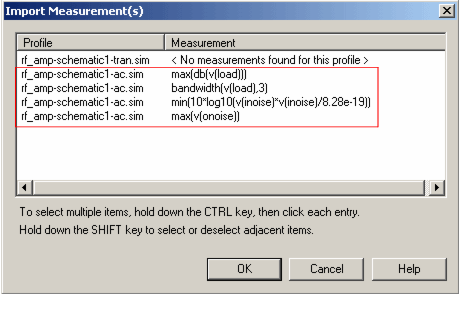 Import Measurement(s)
Profile Measurement
rf_amp-schematic1-tran.sim < No measurements found for this profile >
rf_amp-schematic1-ac.sim max(db(v(load)))
rf_amp-schematic1-ac.sim bandwidth(v(load),3)
rf_amp-schematic1-ac.sim min(10*log10(v(inoise)*v(inoise)/8.28e-19))
rf_amp-schematic1-ac.sim max(v(onoise))
To select multiple items, hold down the CTRL key, then click each entry.
Hold down the SHIFT key to select or deselect adjacent items.
OK Cancel Help